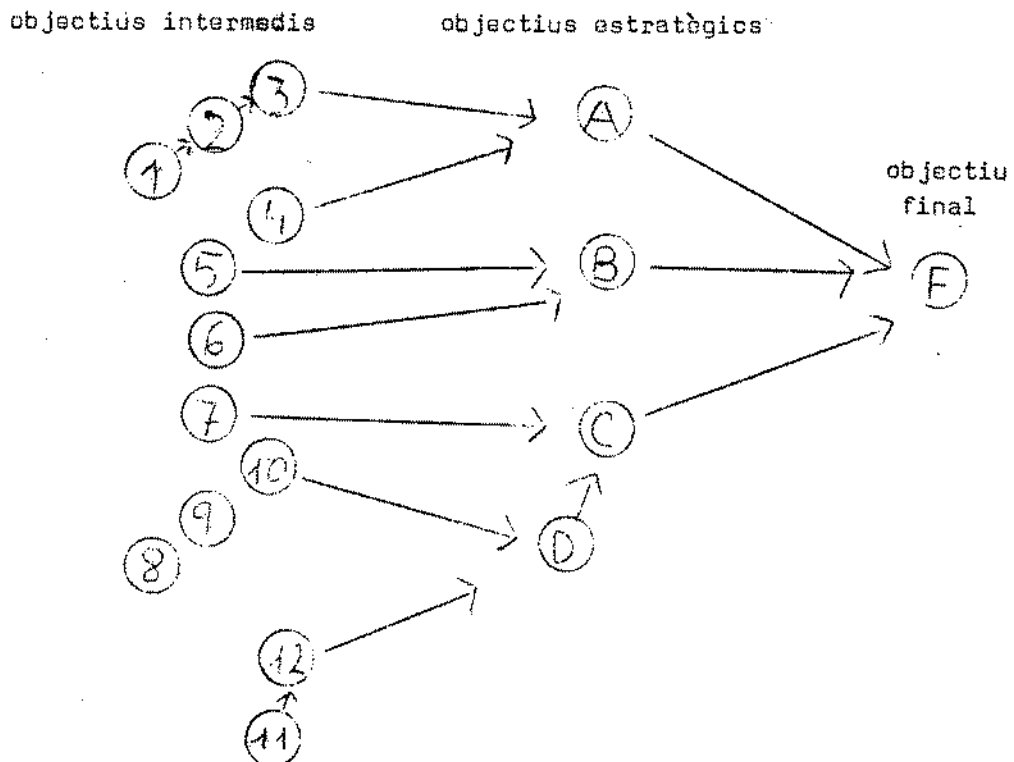 objectius intermedis
objectius estratègics
3
A
2
1
objectiu
final
4
5
B
F
6
7
C
10
9
D
8
12
11